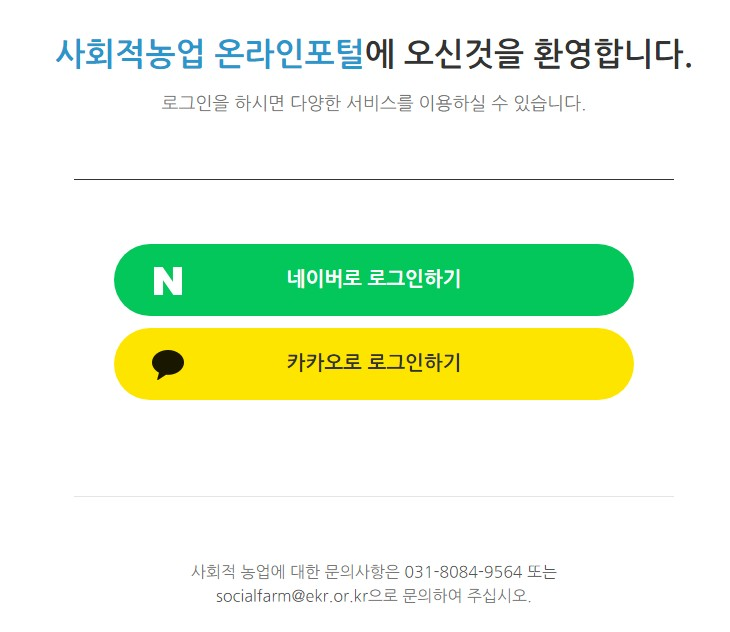 사회적농업 온라인포털에 오신것을 환영합니다.
로그인을 하시면 다양한 서비스를 이용하실 수 있습니다.
N 네이버로 로그인하기
카카오로 로그인하기
사회적 농업에 대한 문의사항은 031-8084-9564 또는
socialfarm@ekr.or.kr으로 문의하여 주십시오.